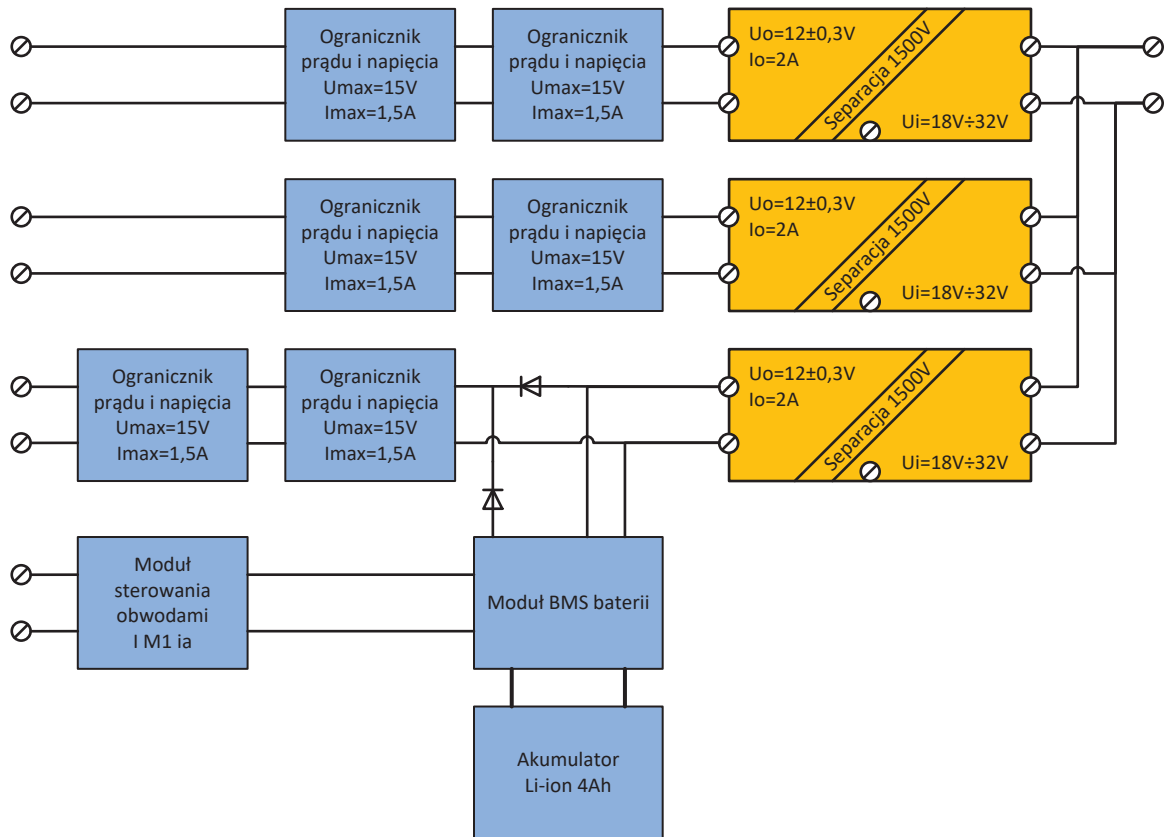 Ogranicznik
prądu i napięcia
Umax=15V
Imax=1,5A
Ogranicznik
prądu i napięcia
Umax=15V
Imax=1,5A
Uo=12±0,3V
Io=2A
Separacja 1500V
Ui=18V÷32V
Ogranicznik
prądu i napięcia
Umax=15V
Imax=1,5A
Ogranicznik
prądu i napięcia
Umax=15V
Imax=1,5A
Uo=12±0,3V
Io=2A
Separacja 1500V
Ui=18V÷32V
Ogranicznik
prądu i napięcia
Umax=15V
Imax=1,5A
Ogranicznik
prądu i napięcia
Umax=15V
Imax=1,5A
Uo=12±0,3V
Io=2A
Separacja 1500V
Ui=18V÷32V
Moduł
sterowania
obwodami
I M1 ia
Moduł BMS baterii
Akumulator
Li-ion 4Ah